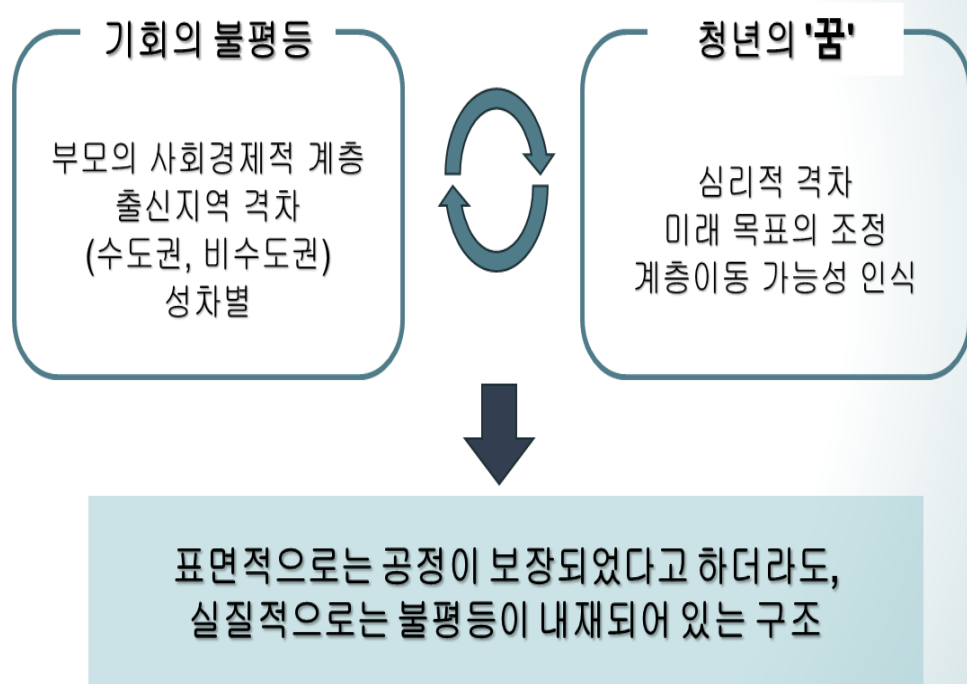 기회의 불평등
부모의 사회경제적 계층
출신지역 격차
(수도권, 비수도권)
성차별
청년의 '꿈'
심리적 격차
미래 목표의 조정
계층이동 가능성 인식
표면적으로는 공정이 보장되었다고 하더라도,
실질적으로는 불평등이 내재되어 있는 구조